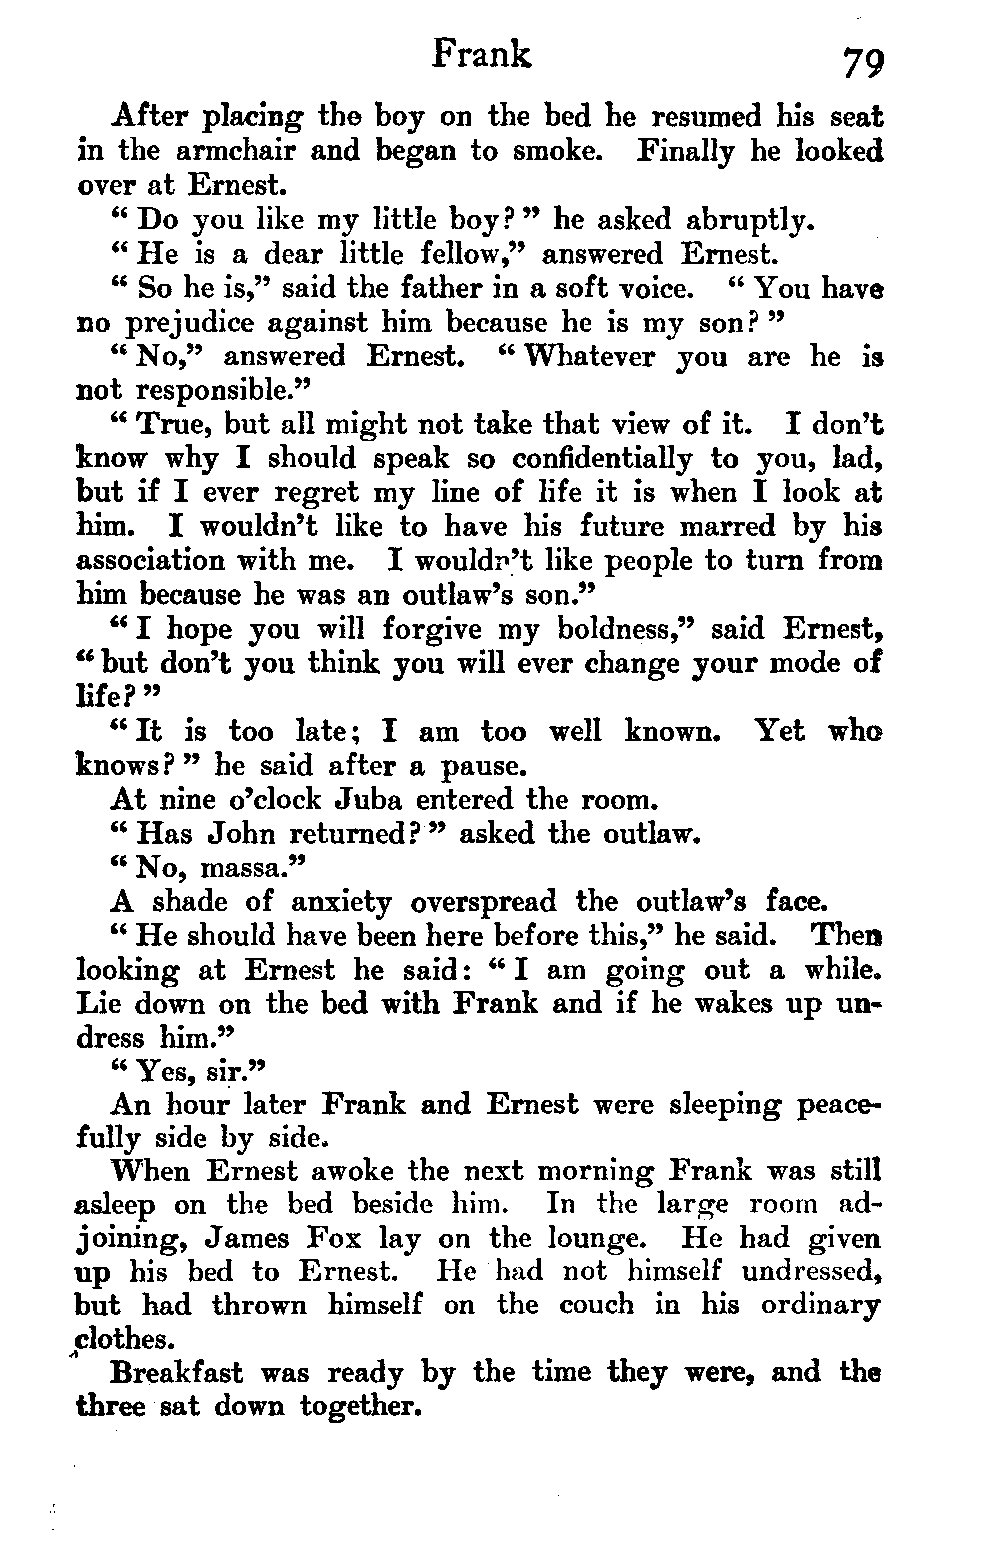 Frank 79
After placing the boy on the bed he resumed his seat
in the armchair and began to smoke. Finally he looked
over at Ernest.
" Do you like my little boy? " he asked abruptly.
" He is a dear little fellow," answered Ernest.
" So he is," said the father in a soft voice. " You have
no prejudice against him because he is my son? "
" No," answered Ernest. " Whatever you are he is
not responsible."
" True, but all might not take that view of it. I don't
know why I should speak so confidentially to you, lad,
but if I ever regret my line of life it is when I look at
him. I wouldn't like to have his future marred by his
association with me. I wouldn't like people to turn from
him because he was an outlaw's son."
" I hope you will forgive my boldness," said Ernest,
" but don't you think you will ever change your mode of
life? "
" It is too late; I am too well known. Yet who
knows? " he said after a pause.
At nine o'clock Juba entered the room.
" Has John returned? " asked the outlaw.
" No, massa."
A shade of anxiety overspread the outlaw's face.
" He should have been here before this," he said. Then
looking at Ernest he said: " I am going out a while.
Lie down on the bed with Frank and if he wakes up un-
dress him."
" Yes, sir."
An hour later Frank and Ernest were sleeping peace-
fully side by side.
When Ernest awoke the next morning Frank was still
asleep on the bed beside him. In the large room ad-
joining, James Fox lay on the lounge. He had given
up his bed to Ernest. He had not himself undressed,
but had thrown himself on the couch in his ordinary
clothes.
Breakfast was ready by the time they were, and the
three sat down together.